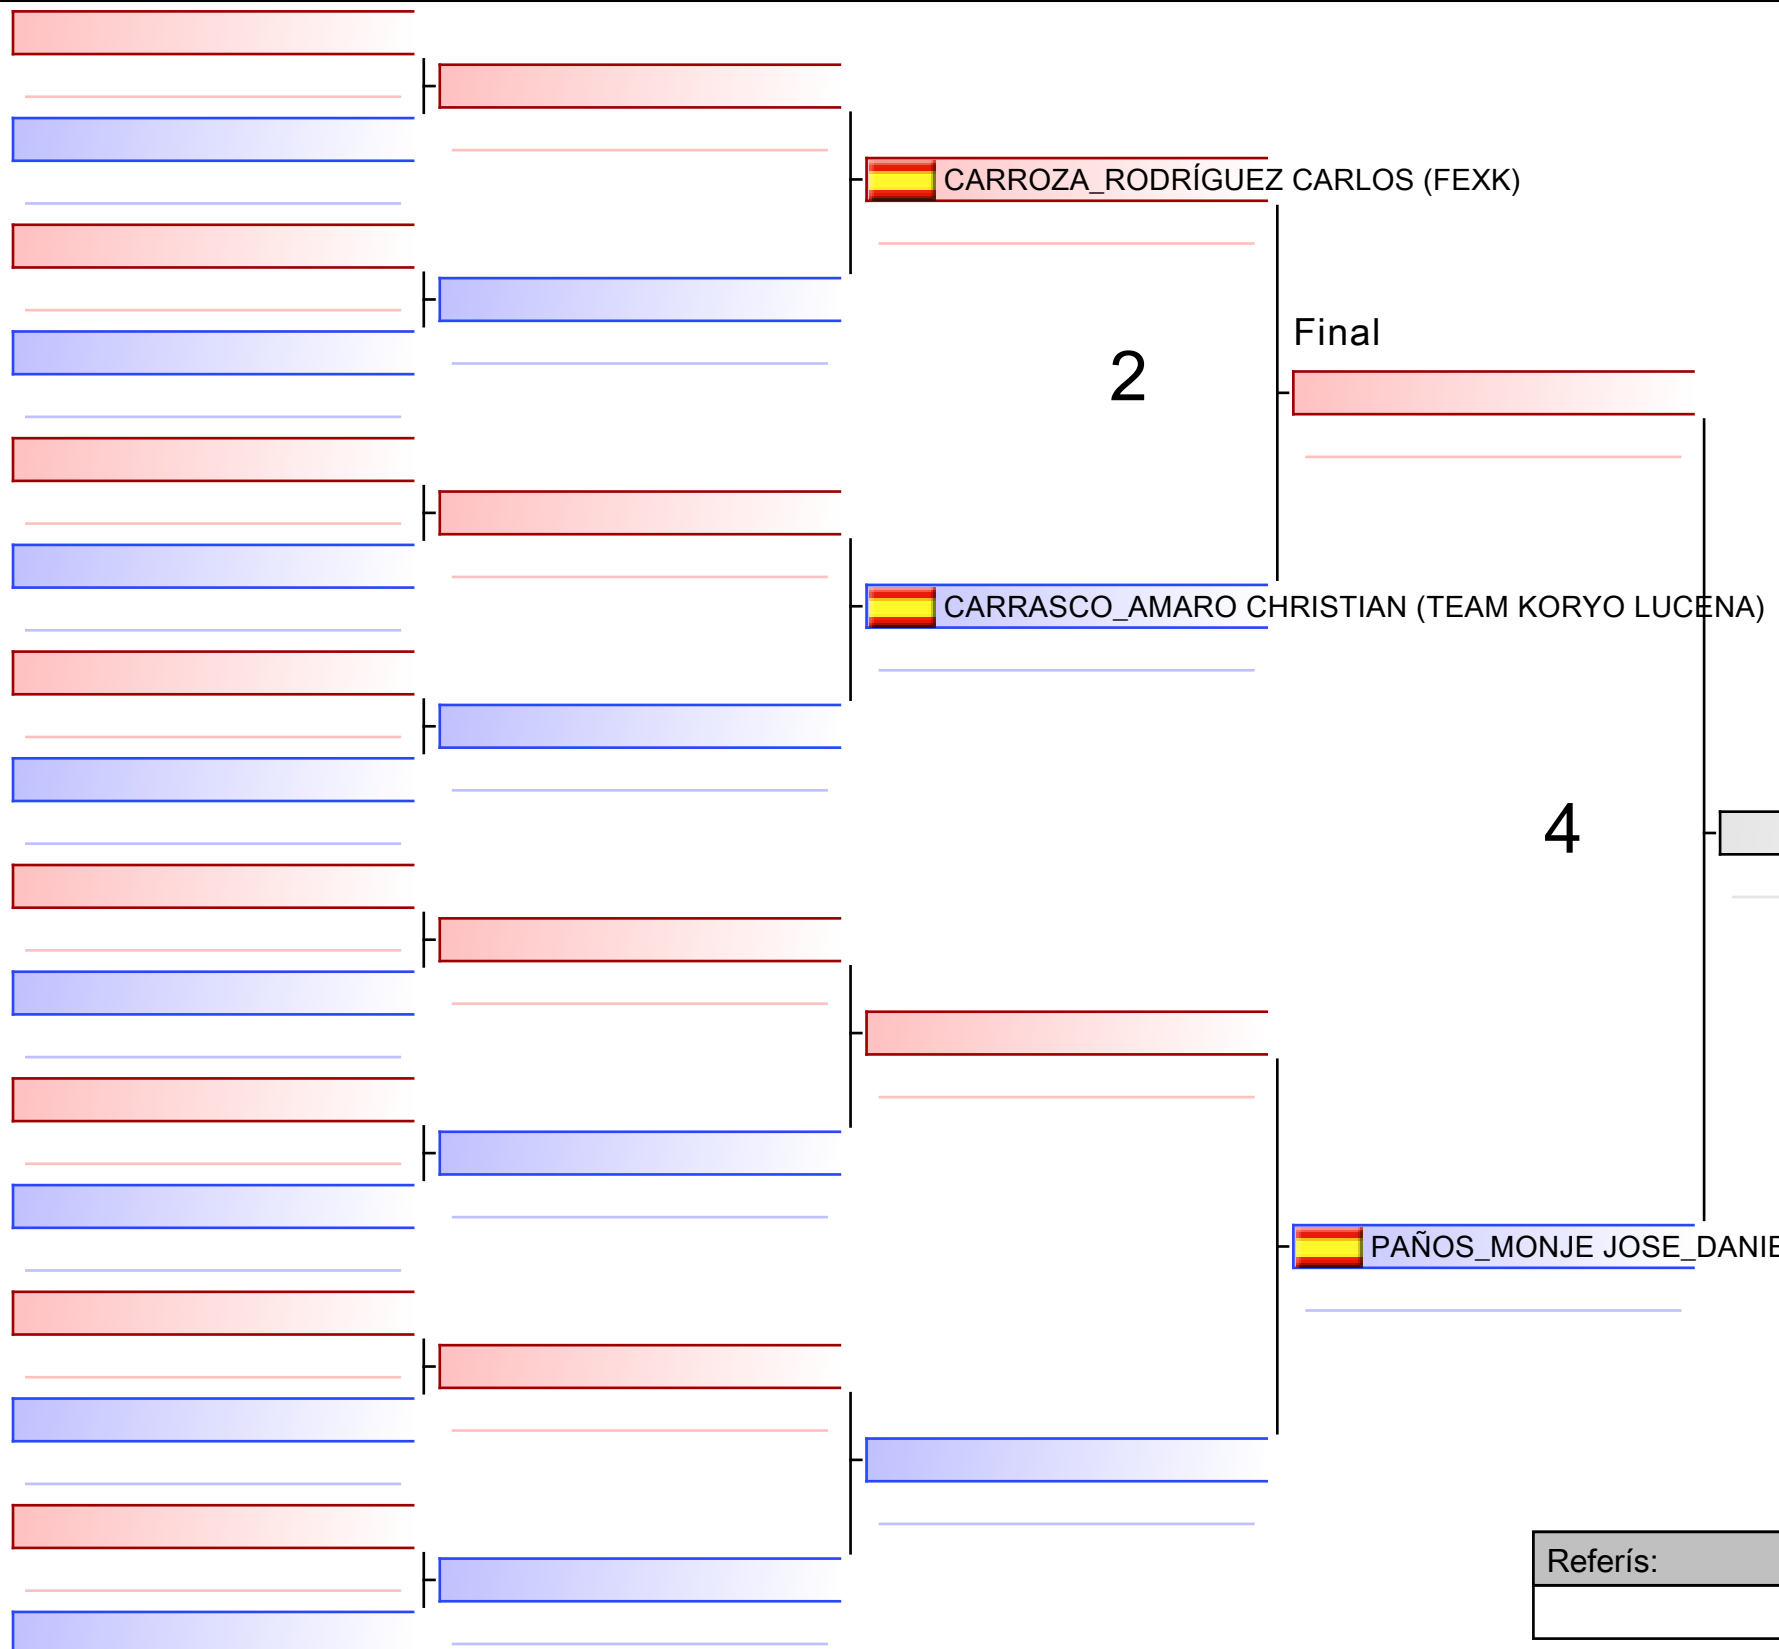 CARROZA_RODRÍGUEZ CARLOS (FEXK)
Final
2
CARRASCO_AMARO CHRISTIAN (TEAM KORYO LUCENA)
4
PAÑOS_MONJE JOSE_DANIE
Referís: